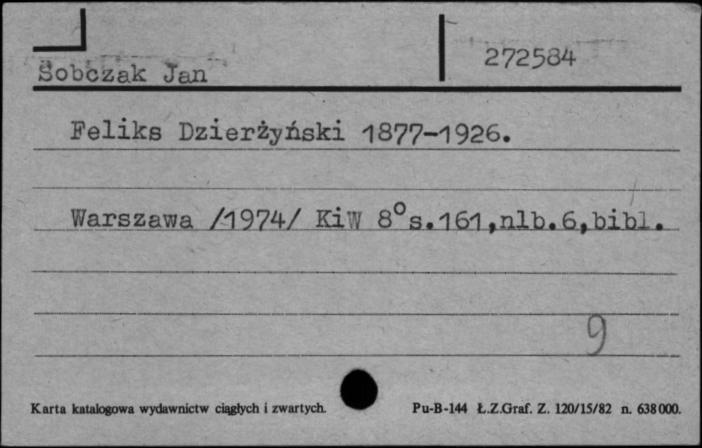 Sobczak Jan 272584
Feliks Dzierżyński 1877-1926.
Warszawa /1974/ KiW 8° s.161,nlb.6,bibl.
9
Karta katalogowa wydawnictw ciągłych i zwartych. Pu-B-144 Ł.Z.Graf. Z. 120/15/82 n. 638000.